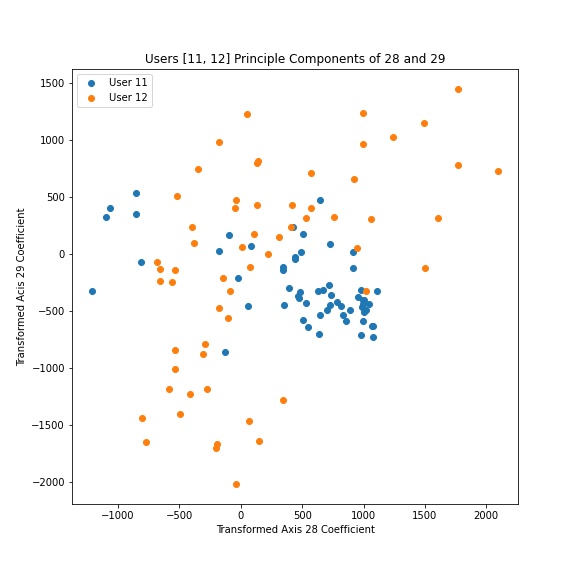 Users [11, 12] Principle Components of 28 and 29
User 11
User 12
1500
1000
500
0
−500
−1000
−1500
−2000
Transformed Acis 29 Coefficient
−1000 −500 0 500 1000 1500 2000
Transformed Axis 28 Coefficient